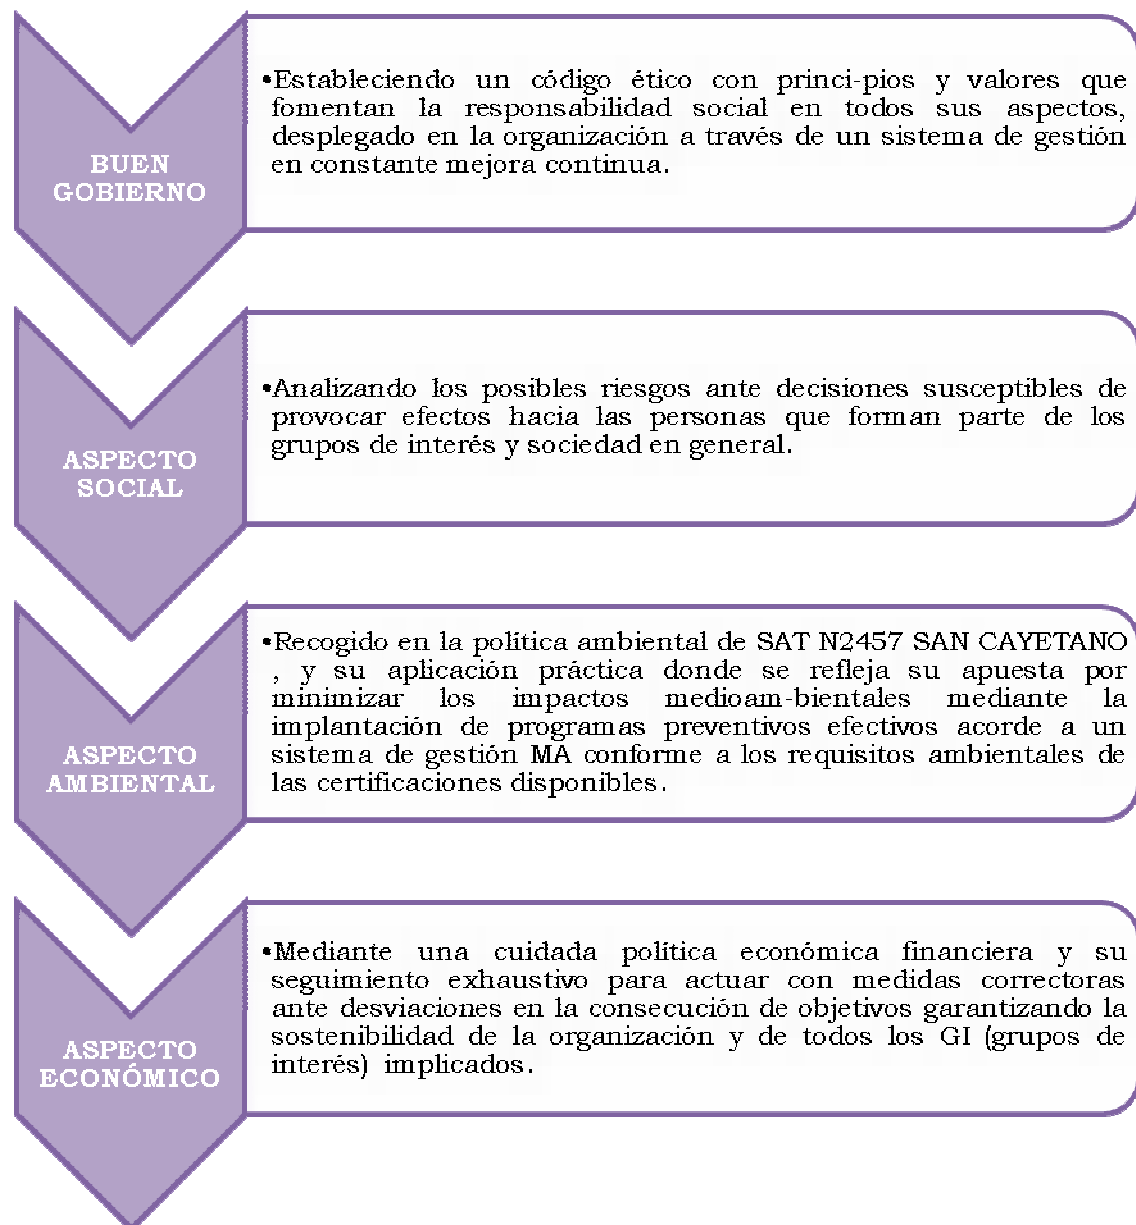 BUEN
GOBIERNO
•Estableciendo un código ético con princi-pios y valores que
fomentan la responsabilidad social en todos sus aspectos,
desplegado en la organización a través de un sistema de gestión
en constante mejora continua.
ASPECTO
SOCIAL
•Analizando los posibles riesgos ante decisiones susceptibles de
provocar efectos hacia las personas que forman parte de los
grupos de interés y sociedad en general.
ASPECTO
AMBIENTAL
•Recogido en la política ambiental de SAT N2457 SAN CAYETANO
, y su aplicación práctica donde se refleja su apuesta por
minimizar los impactos medioam-bientales mediante la
implantación de programas preventivos efectivos acorde a un
sistema de gestión MA conforme a los requisitos ambientales de
las certificaciones disponibles.
ASPECTO
ECONÓMICO
•Mediante una cuidada política económica financiera y su
seguimiento exhaustivo para actuar con medidas correctoras
ante desviaciones en la consecución de objetivos garantizando la
sostenibilidad de la organización y de todos los GI (grupos de
interés) implicados.